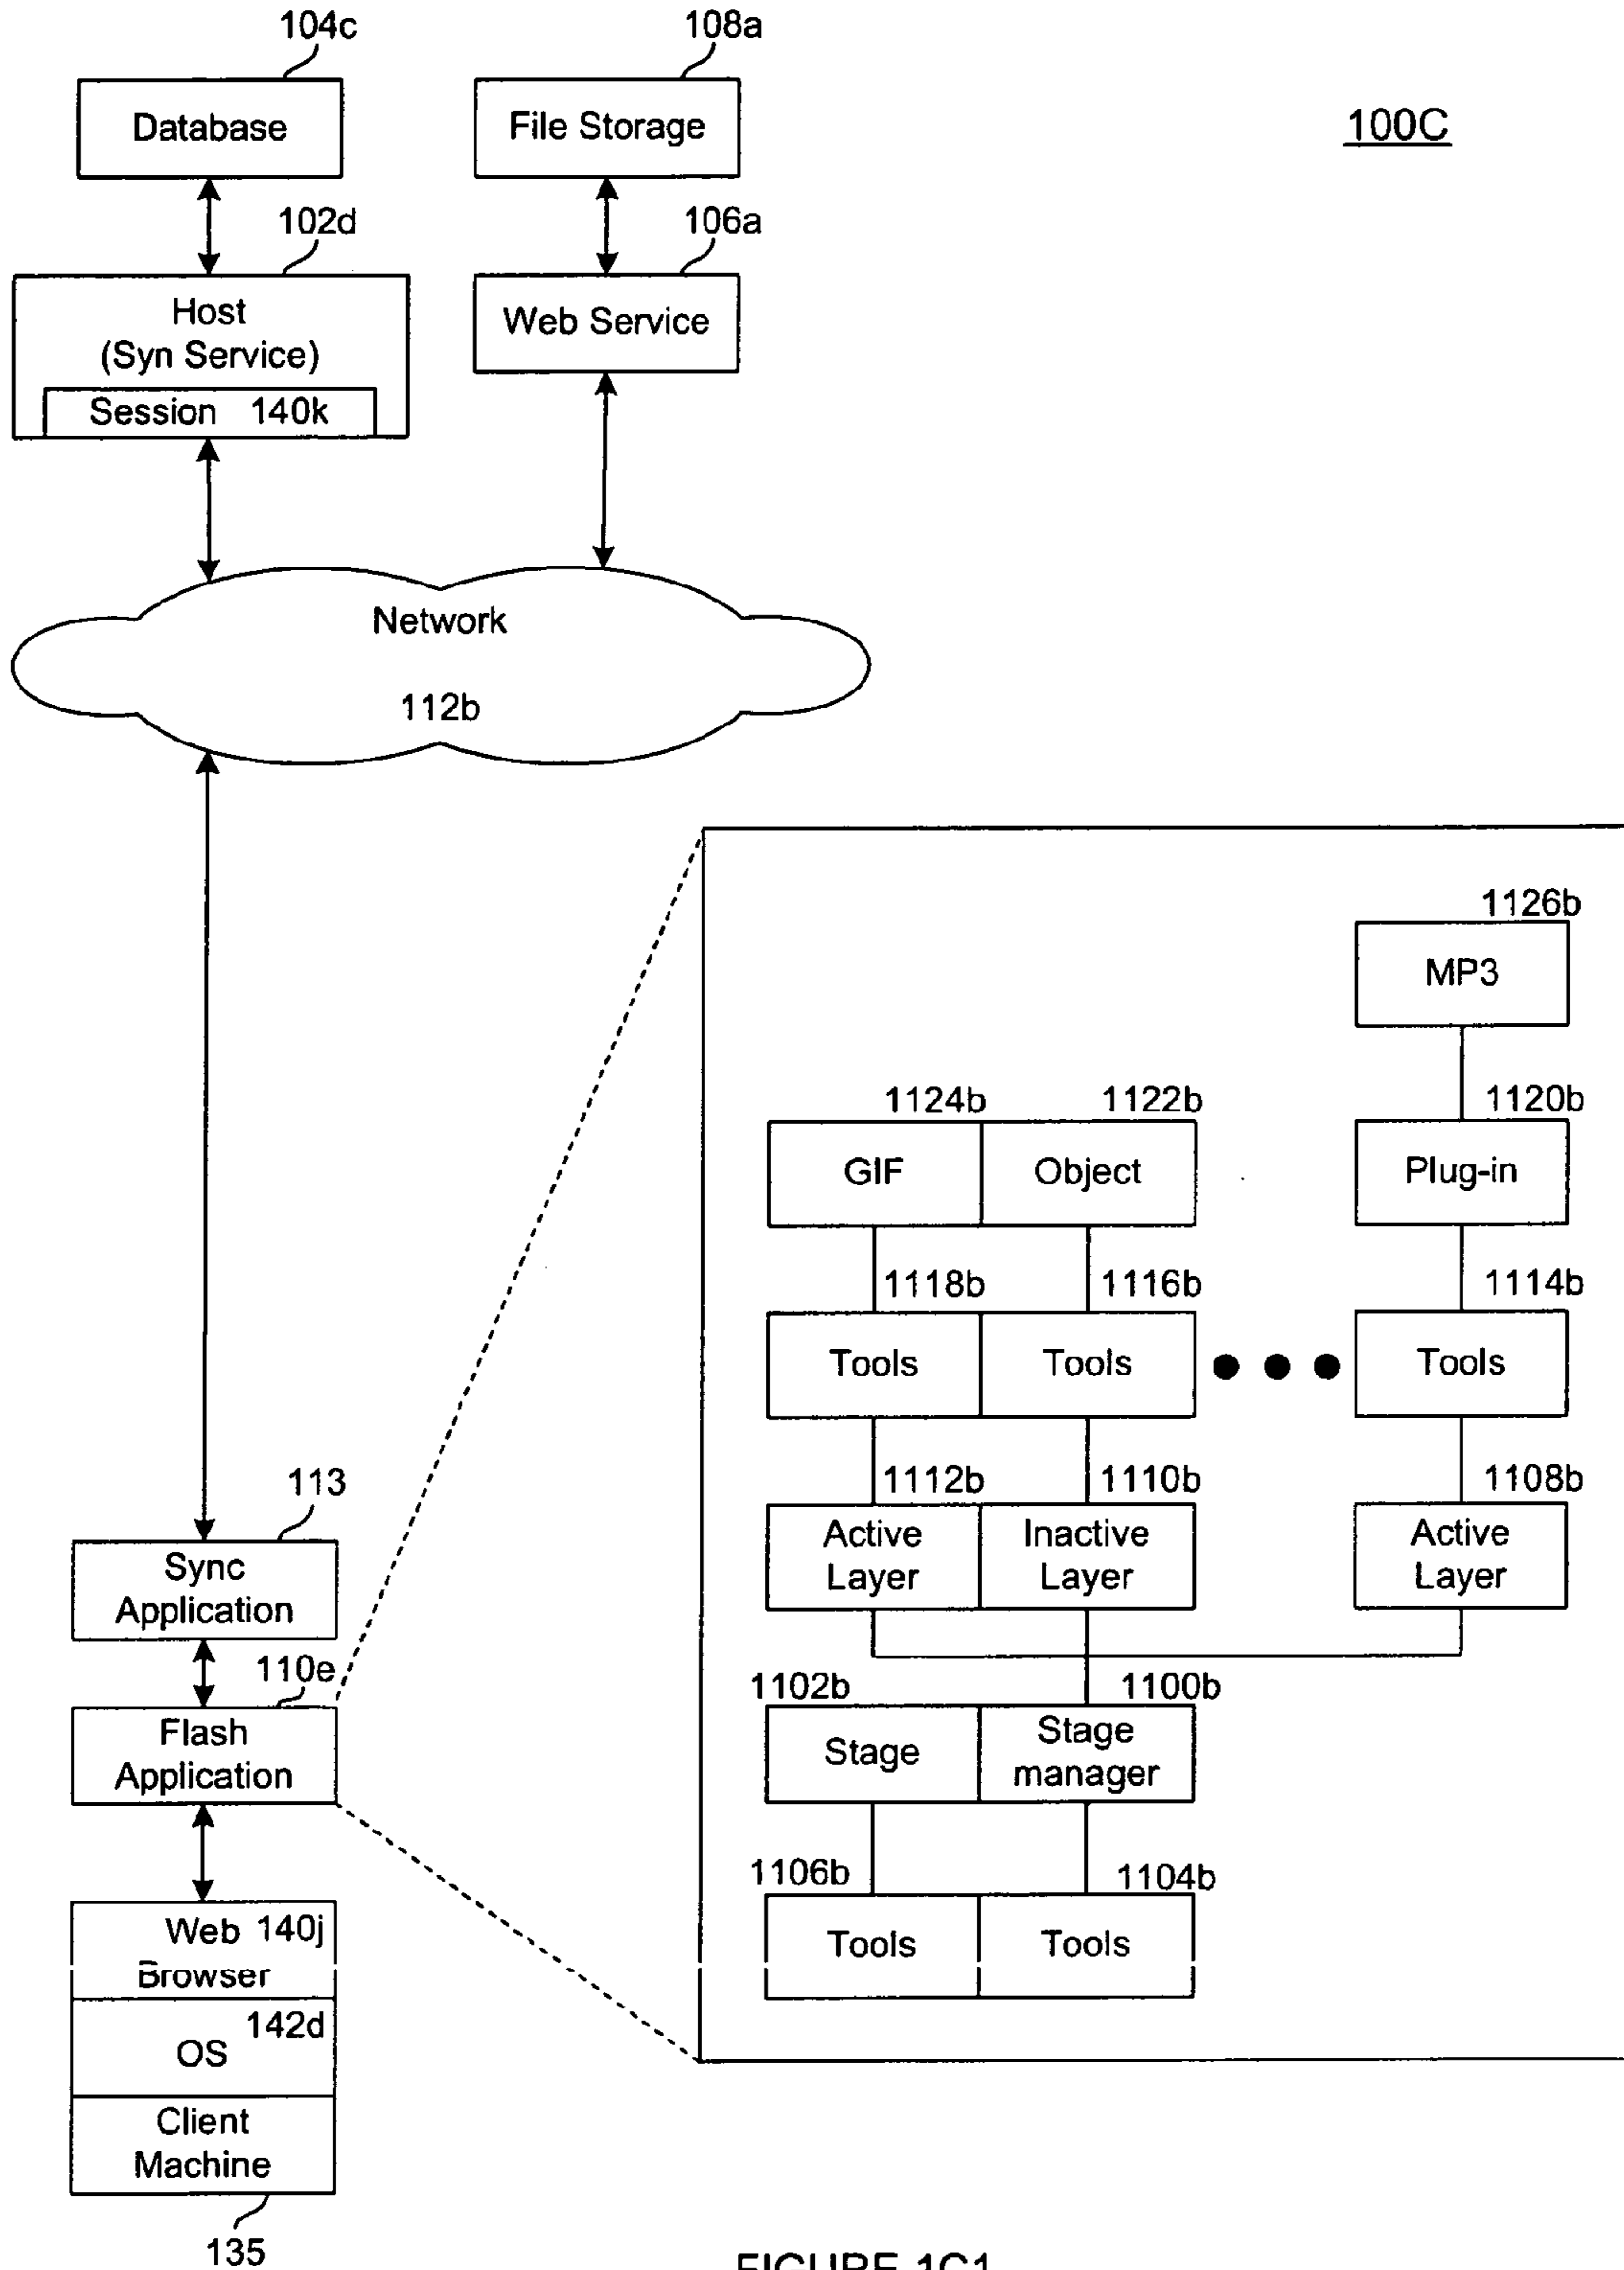 104c
108a
Database
File Storage
100C
102d
106a
Host
(Syn Service)
Session 140k
Web Service
Network
112b
1126b
MP3
1124b
1122b
1120b
GIF
Object
Plug-in
1118b
1116b
1114b
Tools
Tools
Tools
1112b
1110b
1108b
Active
Layer
Inactive
Layer
Active
Layer
113
Sync
Application
110e
Flash
Application
1102b
1100b
Stage
Stage
manager
1106b
1104b
Tools
Tools
Web 140j
Browser
142d
OS
Client
Machine
135
FIGURE 1C1